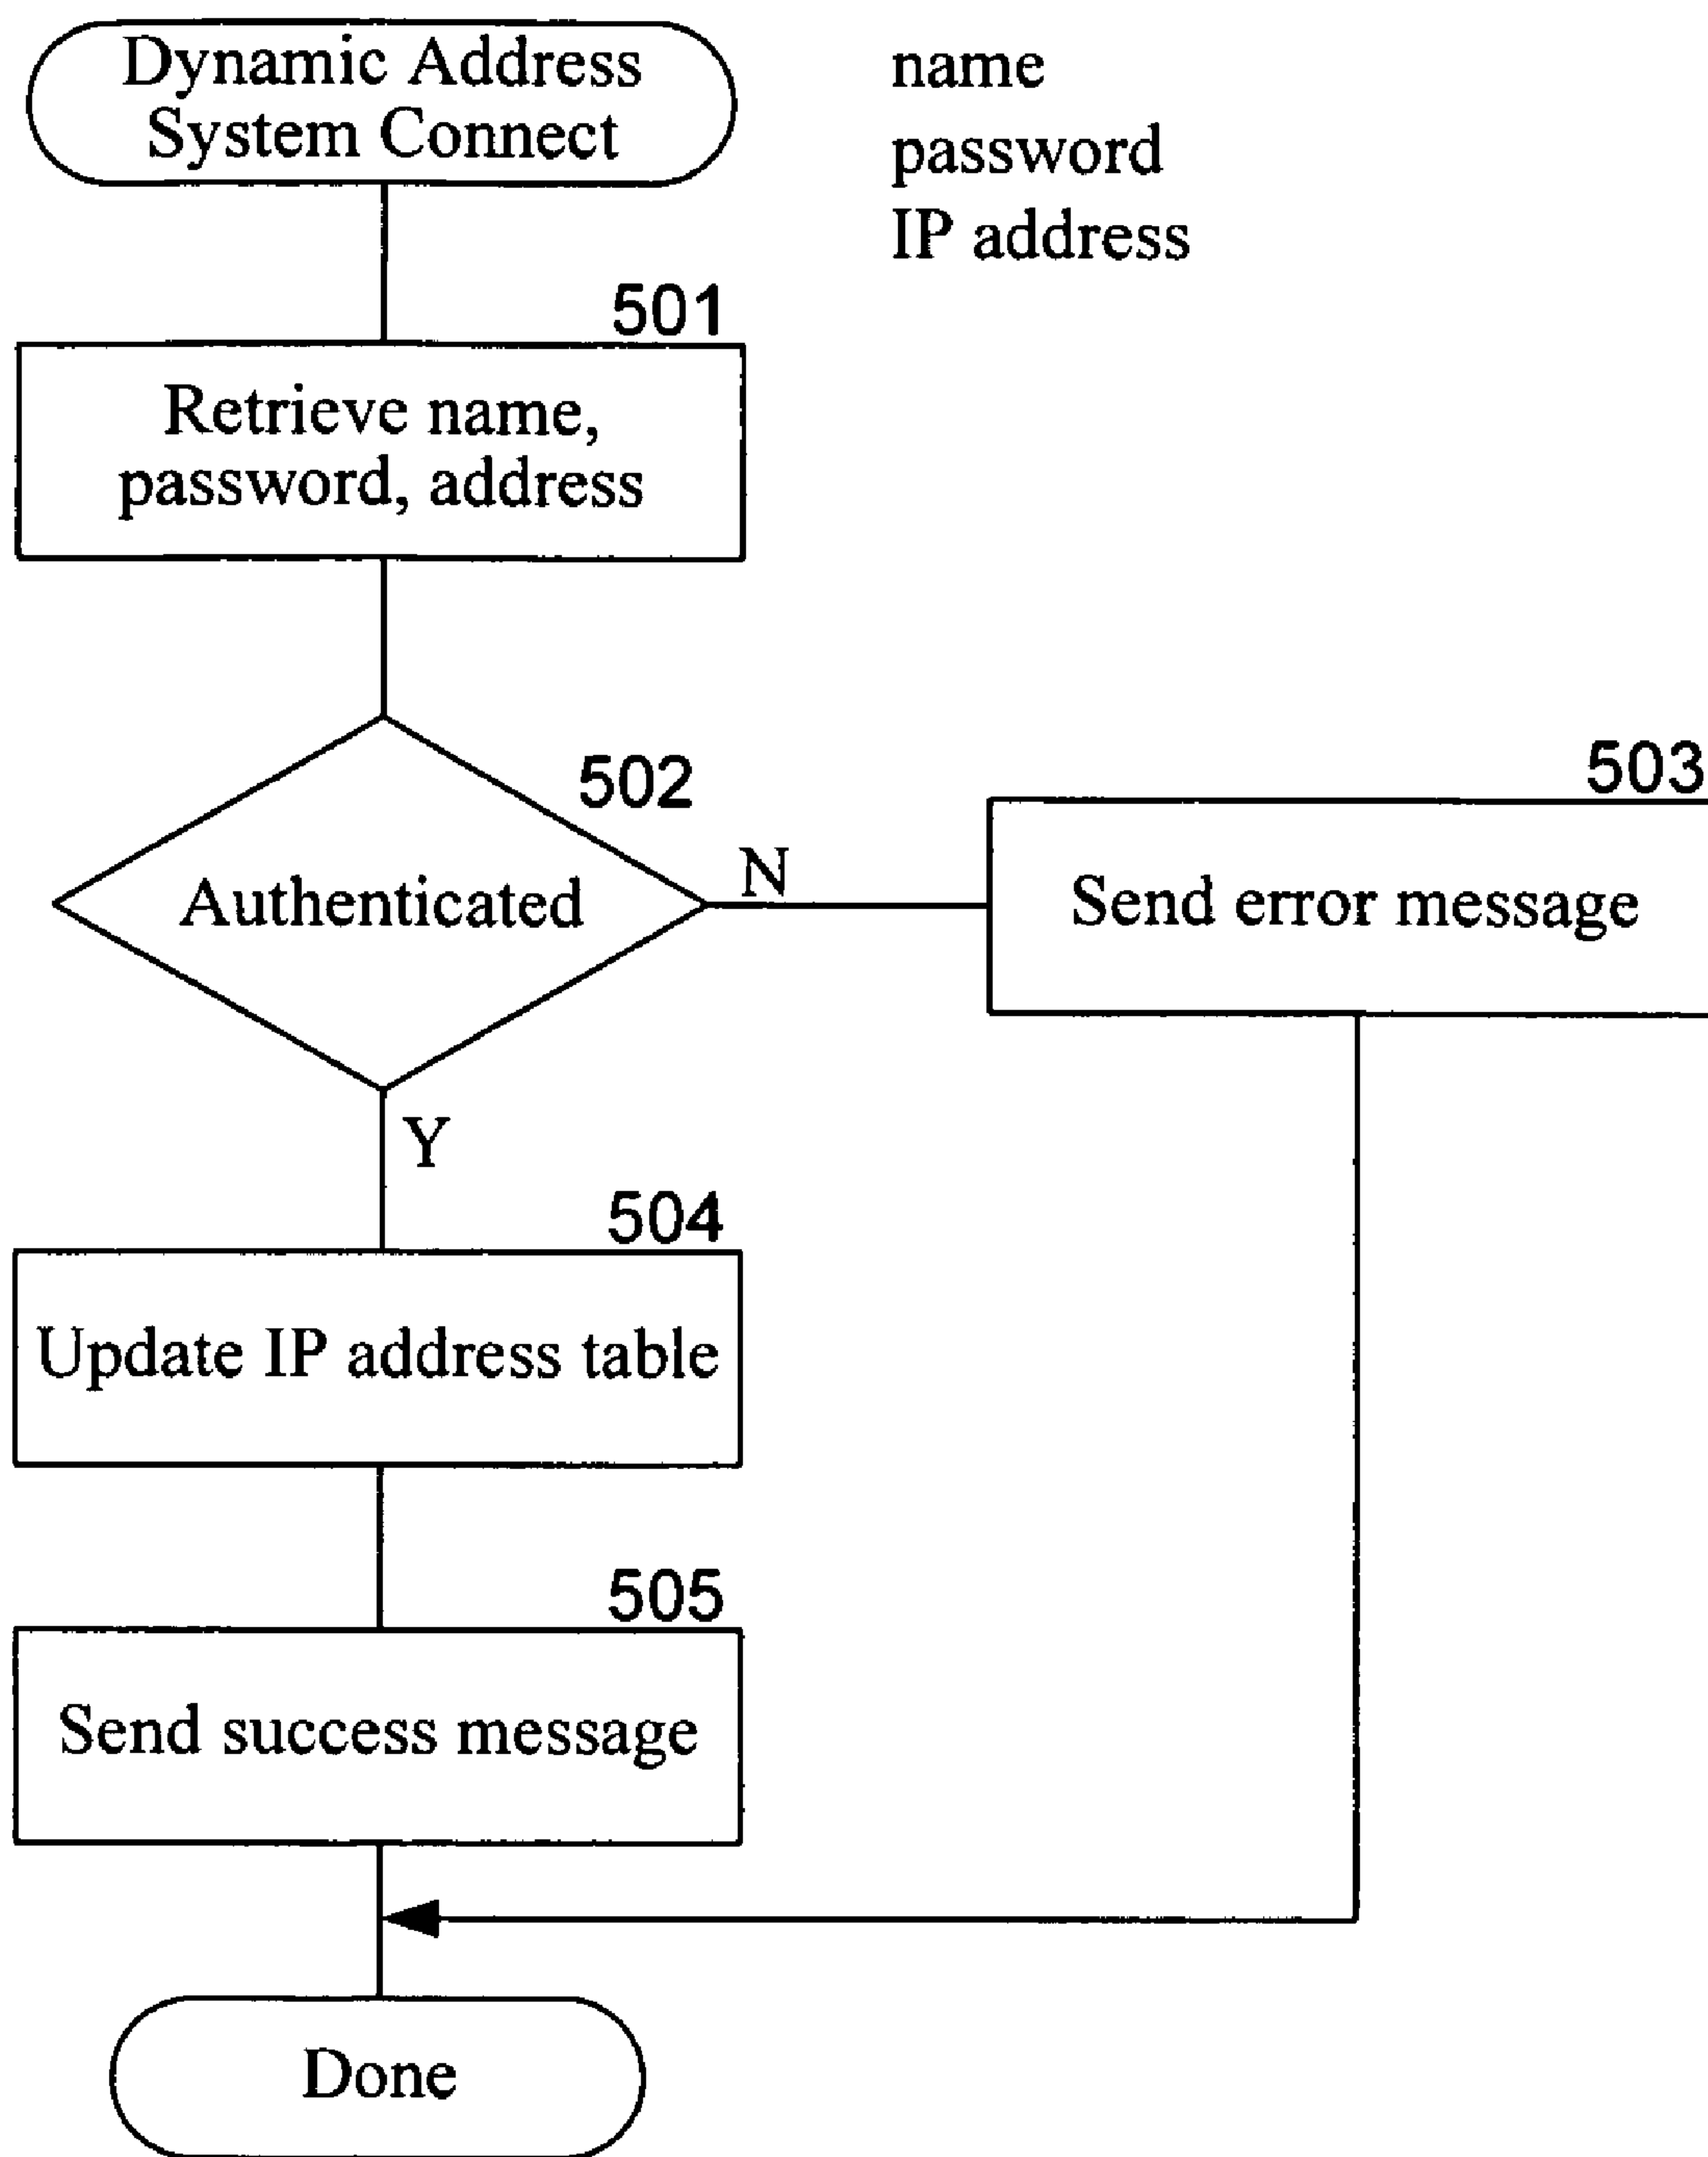 Dynamic Address
System Connect
name
password
IP address
501
Retrieve name,
password, address
502
Authenticated
N
503
Send error message
Y
504
Update IP address table
505
Send success message
Done